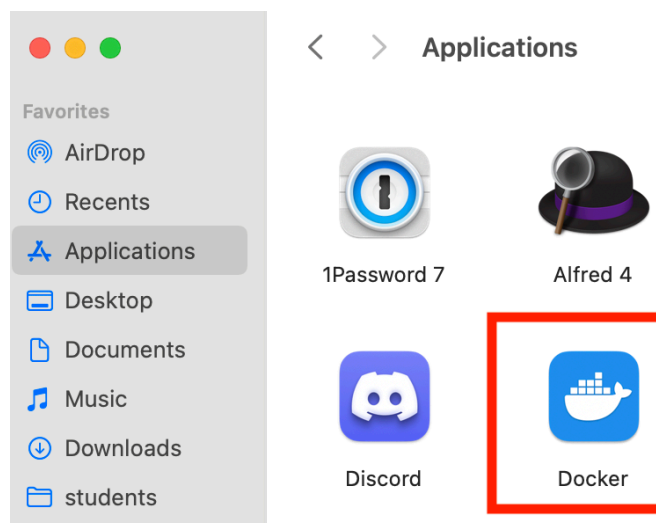 Applications
Favorites
AirDrop
Recents
Applications
Desktop
Documents
Music
Downloads
students
1Password 7
Alfred 4
Discord
Docker